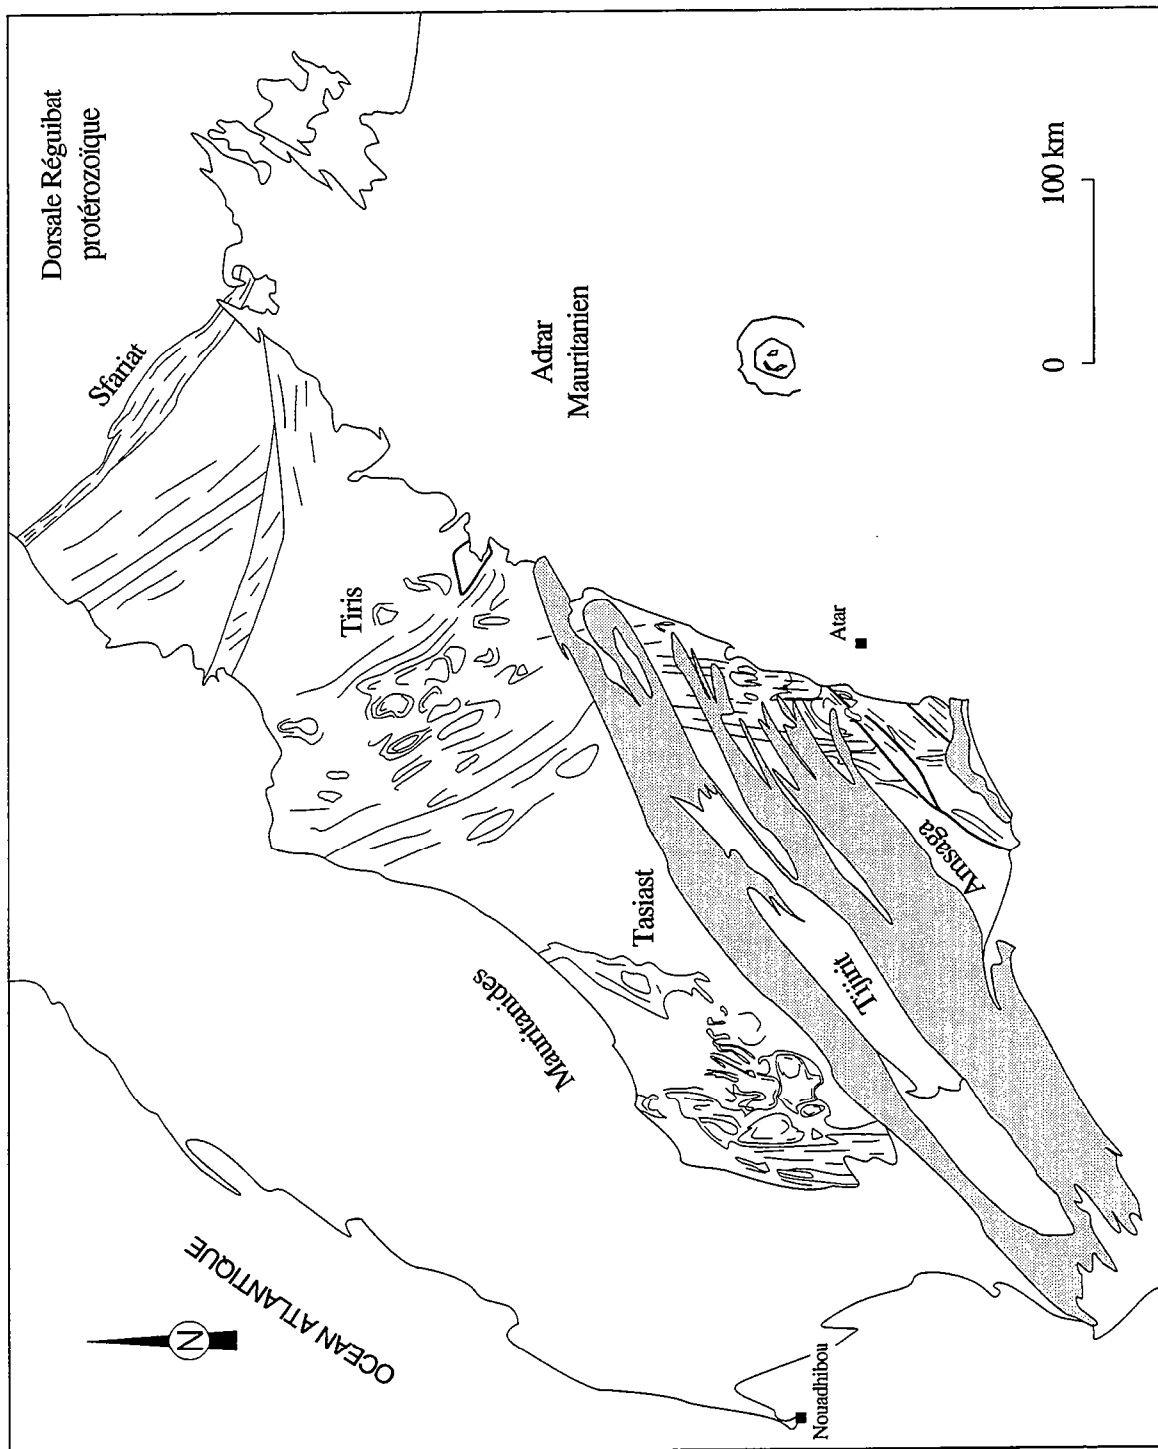 Dorsale Réguibat
protérozoïque
Sfariat
Adrar
Mauritanien
Tiris
Atar
Tasiast
Mauritanides
Amsaga
Tijirit
OCEAN ATLANTIQUE
N
Nouadhibou
0
100 km